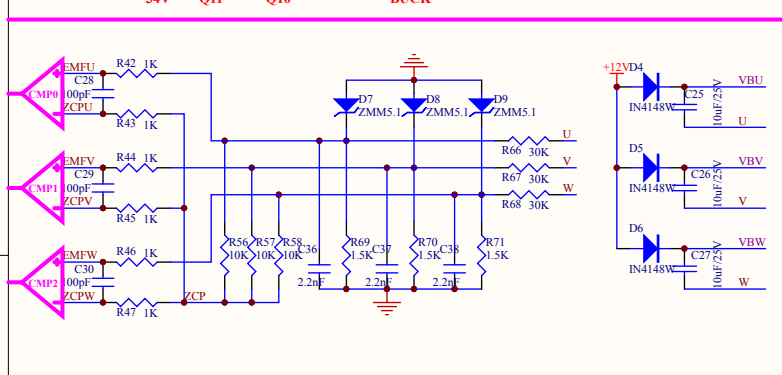 54V Q11 Q10 BUCK
EMFU R42 1K
C28
CMP0 100pF
ZCPU
R43 1K
EMFV R44 1K
C29
CMP1 100pF
ZCPV
R45 1K
EMFW R46 1K
C30
CMP2 100pF
ZCPW ZCP
R47 1K
D7 D8 D9
ZMM5.1 ZMM5.1 ZMM5.1
U
R66 30K
V
R67 30K
W
R68 30K
R56 R57 R58 C36 R69 C37 R70 C38 R71
10K 10K 10K 1.5K 1.5K 1.5K
2.2nF 2.2nF 2.2nF
+12V D4
VBU
C25
IN4148W
10uF/25V
U
D5
VBV
C26
IN4148W
10uF/25V
V
D6
VBW
C27
IN4148W
10uF/25V
W